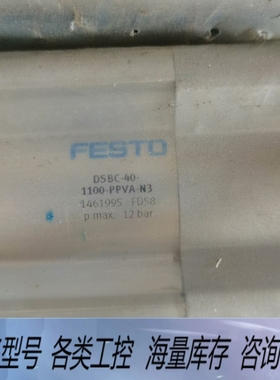 FESTO
DSBC-40-
1100-PPVA-N3
1461995 FD58
p max. 12 bar
型号 各类工控 海量库存 咨询